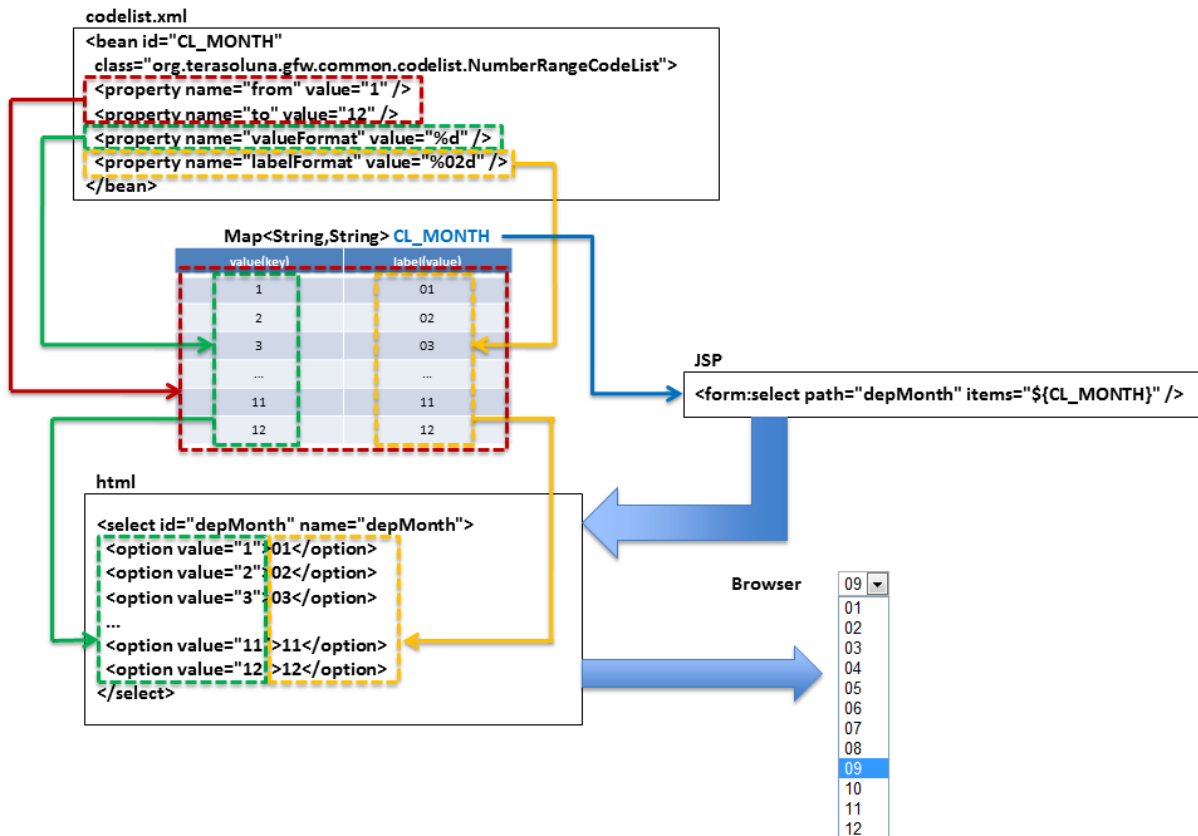 codelist.xml
<bean id="CL_MONTH"
class="org.terasoluna.gfw.common.codelist.NumberRangeCodeList">
<property name="from" value="1" />
<property name="to" value="12" />
<property name="valueFormat" value="%d" />
<property name="labelFormat" value="%02d" />
</bean>
Map<String,String> CL_MONTH
value(key) label(value)
1 01
2 02
3 03
... ...
11 11
12 12
JSP
<form:select path="depMonth" items="${CL_MONTH}" />
html
<select id="depMonth" name="depMonth">
<option value="1">01</option>
<option value="2">02</option>
<option value="3">03</option>
...
<option value="11">11</option>
<option value="12">12</option>
</select>
Browser
09
01
02
03
04
05
06
07
08
09
10
11
12